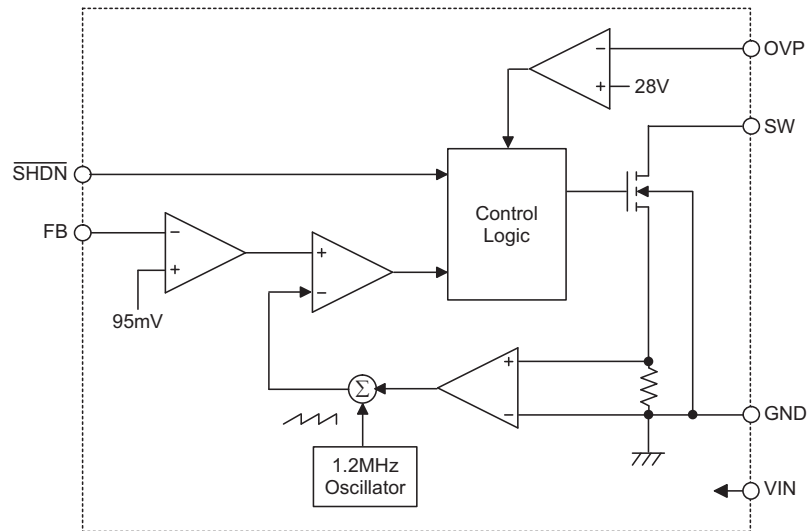 OVP
−
+
28V
SW
SHDN
FB
−
+
95mV
+
−
Control
Logic
+
−
Σ
GND
1.2MHz
Oscillator
VIN